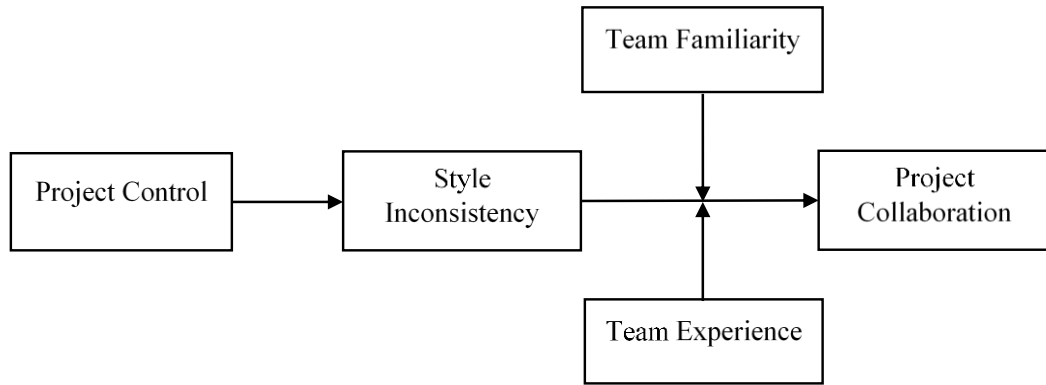 Team Familiarity
Project Control
Style
Inconsistency
Project
Collaboration
Team Experience